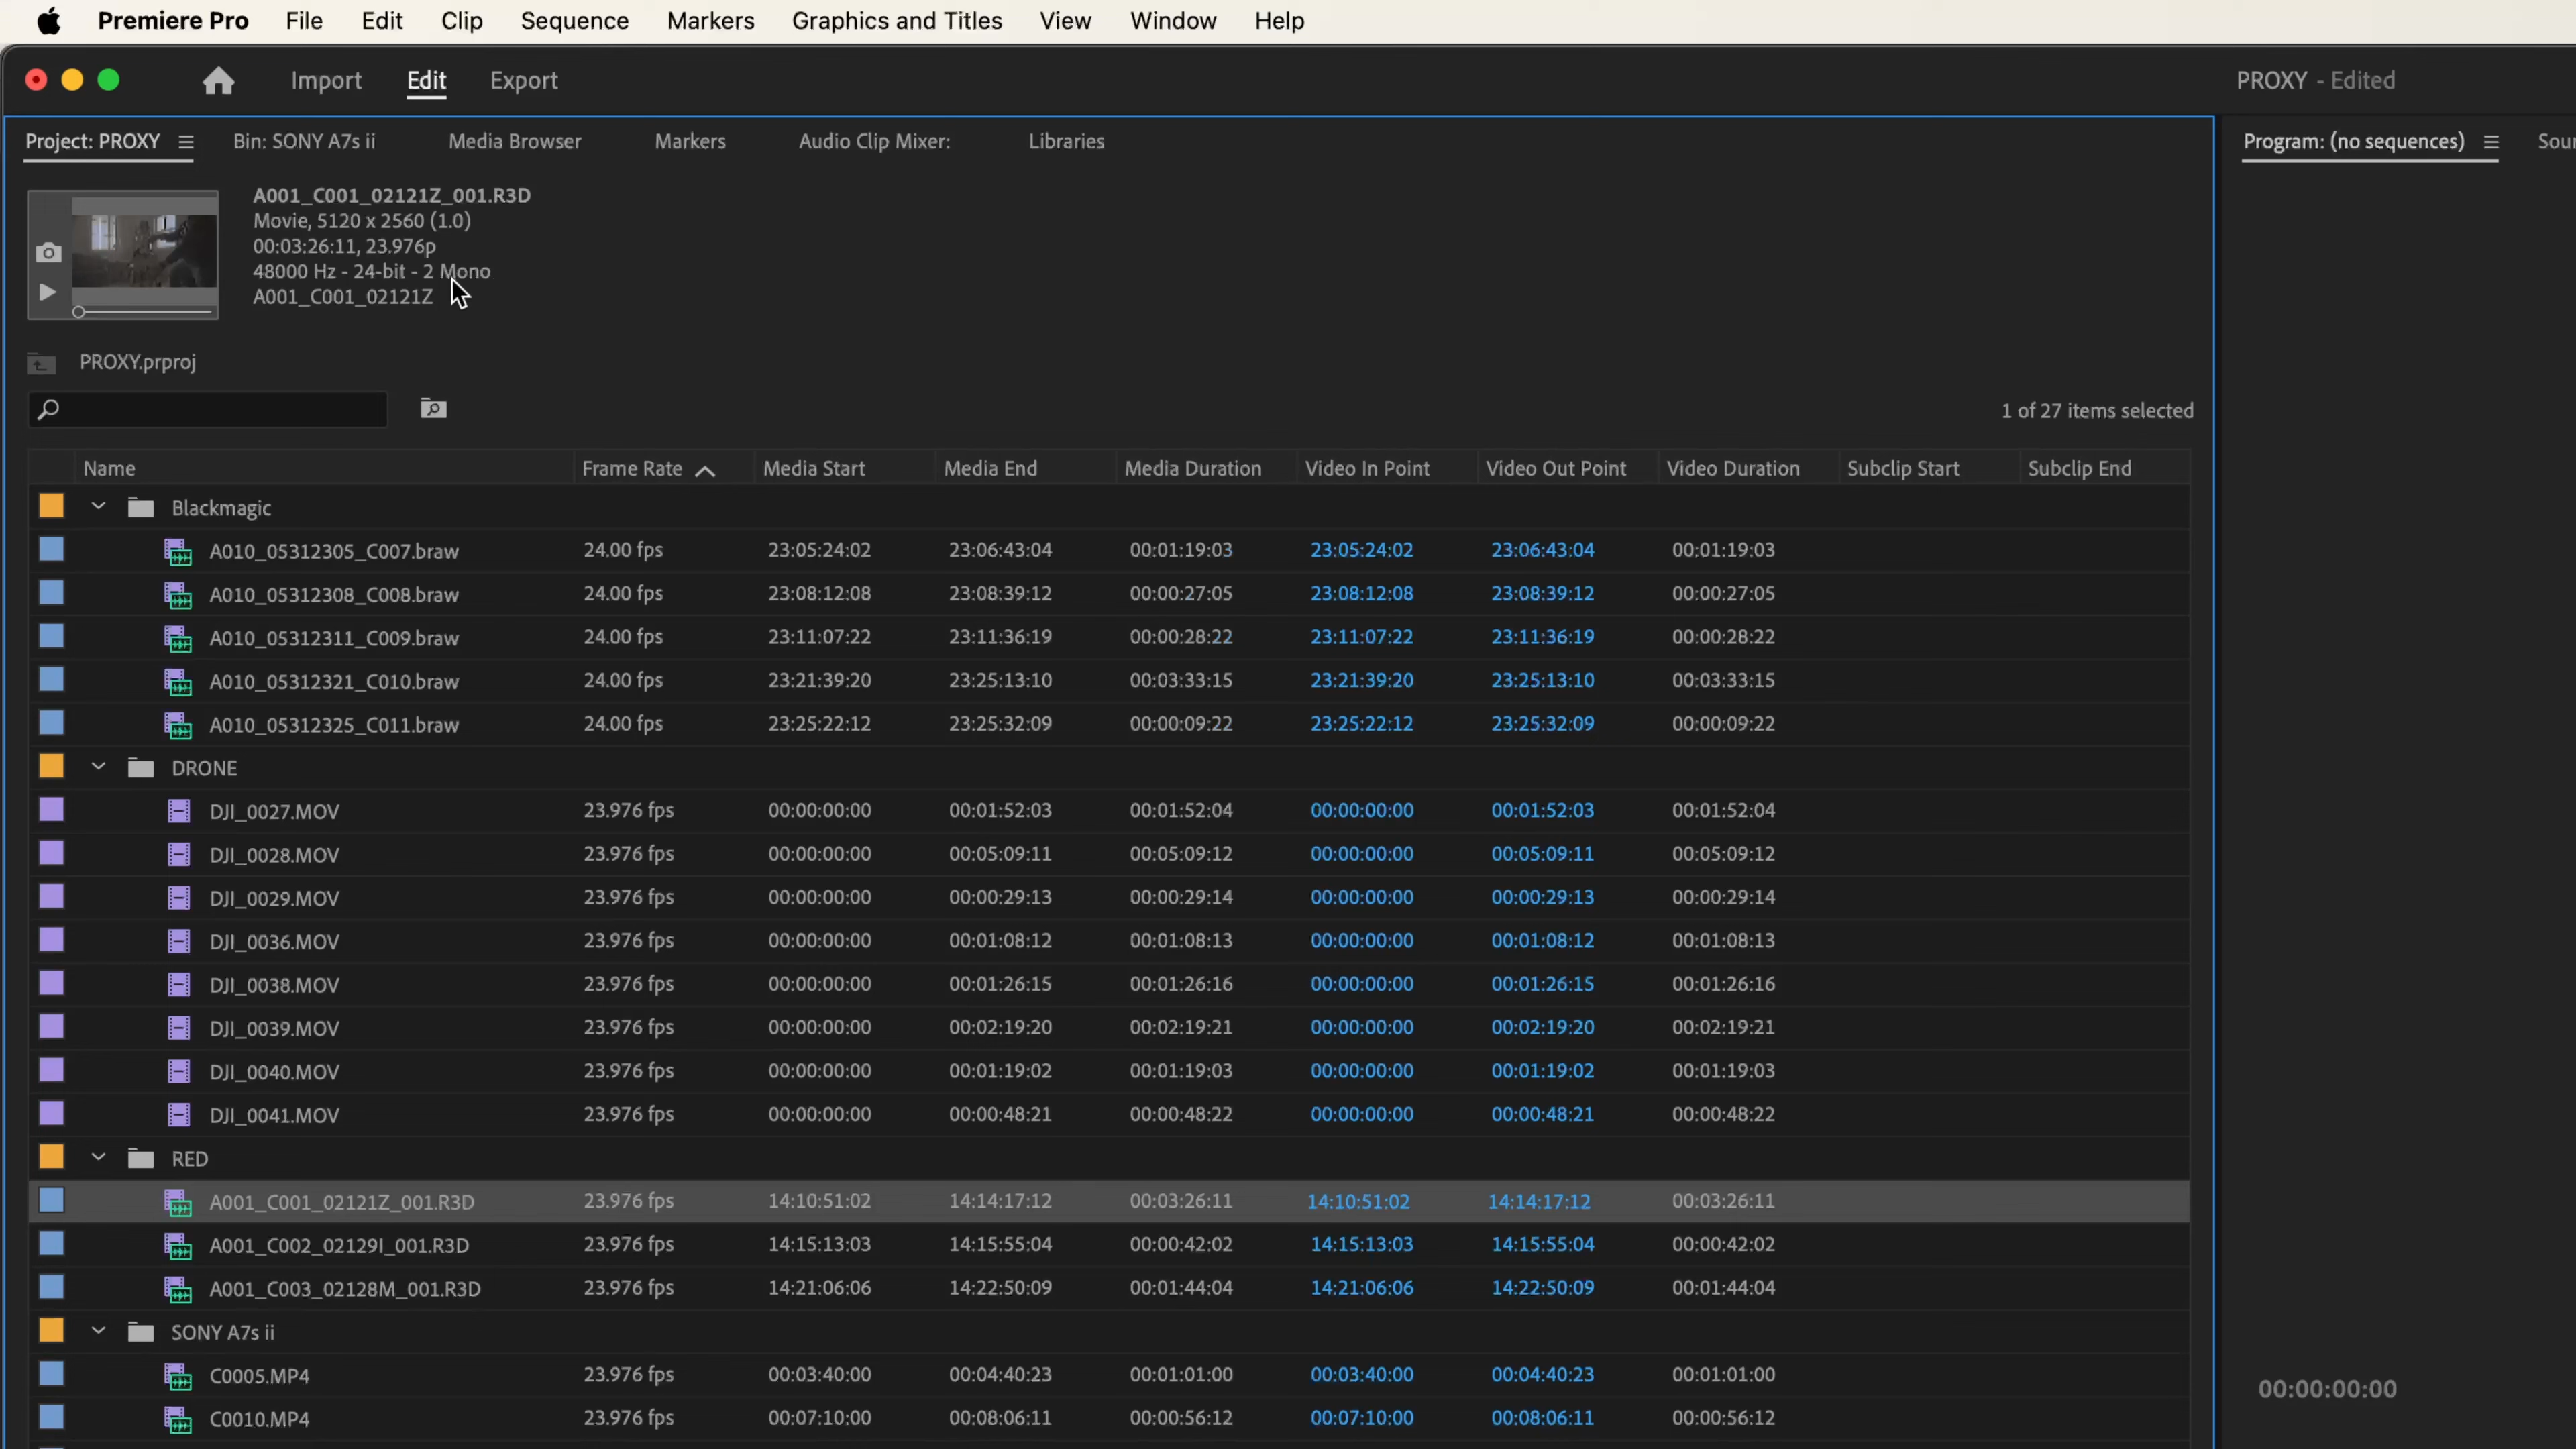 Premiere Pro File Edit Clip Sequence Markers Graphics and Titles View Window Help
Import Edit Export PROXY - Edited
Project: PROXY Bin: SONY A7s ii Media Browser Markers Audio Clip Mixer: Libraries Program: (no sequences) Sour
A001_C001_02121Z_001.R3D
Movie, 5120 x 2560 (1.0)
00:03:26:11, 23.976p
48000 Hz - 24-bit - 2 Mono
A001_C001_02121Z
PROXY.prproj
1 of 27 items selected
Name Frame Rate Media Start Media End Media Duration Video In Point Video Out Point Video Duration Subclip Start Subclip End
Blackmagic
A010_05312305_C007.braw 24.00 fps 23:05:24:02 23:06:43:04 00:01:19:03 23:05:24:02 23:06:43:04 00:01:19:03
A010_05312308_C008.braw 24.00 fps 23:08:12:08 23:08:39:12 00:00:27:05 23:08:12:08 23:08:39:12 00:00:27:05
A010_05312311_C009.braw 24.00 fps 23:11:07:22 23:11:36:19 00:00:28:22 23:11:07:22 23:11:36:19 00:00:28:22
A010_05312321_C010.braw 24.00 fps 23:21:39:20 23:25:13:10 00:03:33:15 23:21:39:20 23:25:13:10 00:03:33:15
A010_05312325_C011.braw 24.00 fps 23:25:22:12 23:25:32:09 00:00:09:22 23:25:22:12 23:25:32:09 00:00:09:22
DRONE
DJI_0027.MOV 23.976 fps 00:00:00:00 00:01:52:03 00:01:52:04 00:00:00:00 00:01:52:03 00:01:52:04
DJI_0028.MOV 23.976 fps 00:00:00:00 00:05:09:11 00:05:09:12 00:00:00:00 00:05:09:11 00:05:09:12
DJI_0029.MOV 23.976 fps 00:00:00:00 00:00:29:13 00:00:29:14 00:00:00:00 00:00:29:13 00:00:29:14
DJI_0036.MOV 23.976 fps 00:00:00:00 00:01:08:12 00:01:08:13 00:00:00:00 00:01:08:12 00:01:08:13
DJI_0038.MOV 23.976 fps 00:00:00:00 00:01:26:15 00:01:26:16 00:00:00:00 00:01:26:15 00:01:26:16
DJI_0039.MOV 23.976 fps 00:00:00:00 00:02:19:20 00:02:19:21 00:00:00:00 00:02:19:20 00:02:19:21
DJI_0040.MOV 23.976 fps 00:00:00:00 00:01:19:02 00:01:19:03 00:00:00:00 00:01:19:02 00:01:19:03
DJI_0041.MOV 23.976 fps 00:00:00:00 00:00:48:21 00:00:48:22 00:00:00:00 00:00:48:21 00:00:48:22
RED
A001_C001_02121Z_001.R3D 23.976 fps 14:10:51:02 14:14:17:12 00:03:26:11 14:10:51:02 14:14:17:12 00:03:26:11
A001_C002_02129I_001.R3D 23.976 fps 14:15:13:03 14:15:55:04 00:00:42:02 14:15:13:03 14:15:55:04 00:00:42:02
A001_C003_02128M_001.R3D 23.976 fps 14:21:06:06 14:22:50:09 00:01:44:04 14:21:06:06 14:22:50:09 00:01:44:04
SONY A7s ii
C0005.MP4 23.976 fps 00:03:40:00 00:04:40:23 00:01:01:00 00:03:40:00 00:04:40:23 00:01:01:00
00:00:00:00
C0010.MP4 23.976 fps 00:07:10:00 00:08:06:11 00:00:56:12 00:07:10:00 00:08:06:11 00:00:56:12